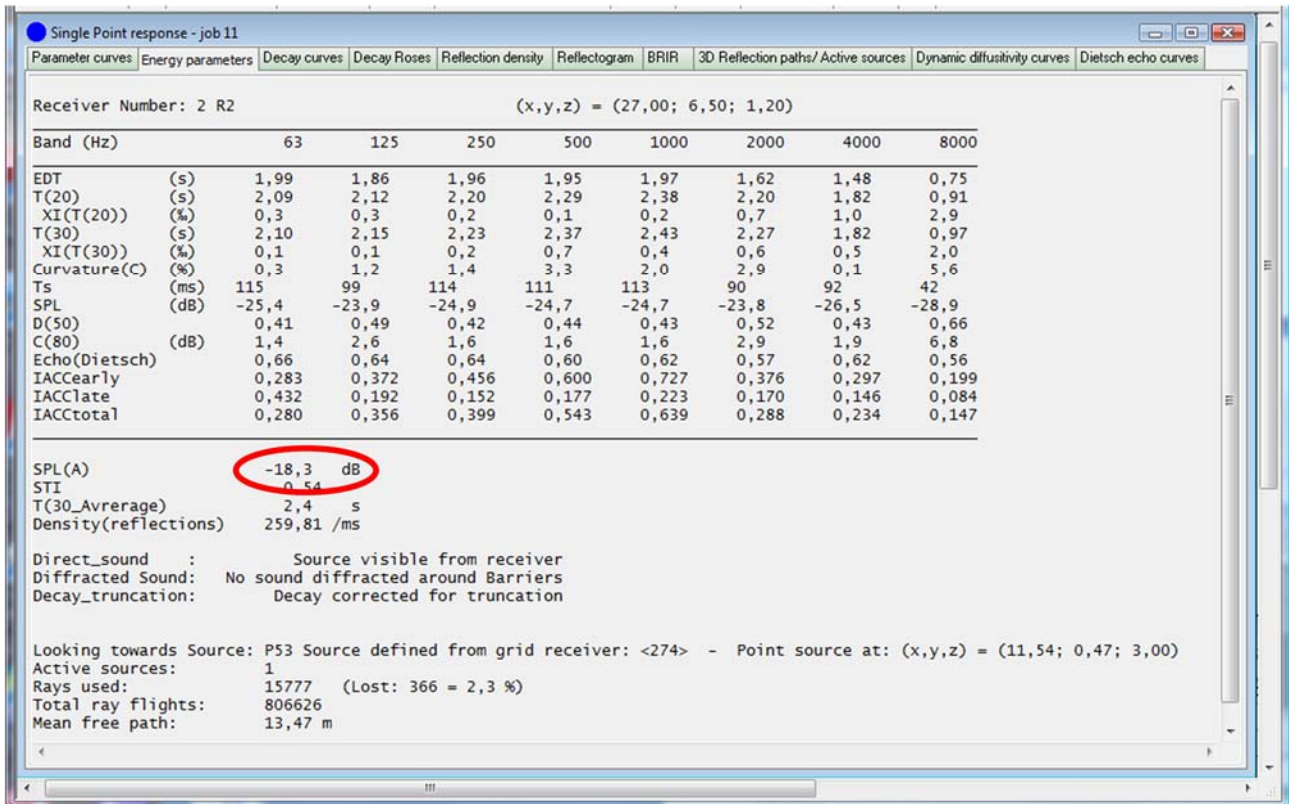 Single Point response - job 11
Parameter curves Energy parameters Decay curves Decay Roses Reflection density Reflectogram BRIR 3D Reflection paths/ Active sources Dynamic diffusitivity curves Dietsch echo curves
Receiver Number: 2 R2 (x,y,z) = (27,00; 6,50; 1,20)
Band (Hz) 63 125 250 500 1000 2000 4000 8000
EDT (s) 1,99 1,86 1,96 1,95 1,97 1,62 1,48 0,75
T(20) (s) 2,09 2,12 2,20 2,29 2,38 2,20 1,82 0,91
XI(T(20)) (‰) 0,3 0,3 0,2 0,1 0,2 0,7 1,0 2,9
T(30) (s) 2,10 2,15 2,23 2,37 2,43 2,27 1,82 0,97
XI(T(30)) (‰) 0,1 0,1 0,2 0,7 0,4 0,6 0,5 2,0
Curvature(C) (%) 0,3 1,2 1,4 3,3 2,0 2,9 0,1 5,6
Ts (ms) 115 99 114 111 113 90 92 42
SPL (dB) -25,4 -23,9 -24,9 -24,7 -24,7 -23,8 -26,5 -28,9
D(50) 0,41 0,49 0,42 0,44 0,43 0,52 0,43 0,66
C(80) (dB) 1,4 2,6 1,6 1,6 1,6 2,9 1,9 6,8
Echo(Dietsch) 0,66 0,64 0,64 0,60 0,62 0,57 0,62 0,56
IACCearly 0,283 0,372 0,456 0,600 0,727 0,376 0,297 0,199
IACClate 0,432 0,192 0,152 0,177 0,223 0,170 0,146 0,084
IACCtotal 0,280 0,356 0,399 0,543 0,639 0,288 0,234 0,147
SPL(A) -18,3 dB
STI 0,54
T(30_Avrerage) 2,4 s
Density(reflections) 259,81 /ms
Direct_sound : Source visible from receiver
Diffracted Sound: No sound diffracted around Barriers
Decay_truncation: Decay corrected for truncation
Looking towards Source: P53 Source defined from grid receiver: <274> - Point source at: (x,y,z) = (11,54; 0,47; 3,00)
Active sources: 1
Rays used: 15777 (Lost: 366 = 2,3 %)
Total ray flights: 806626
Mean free path: 13,47 m